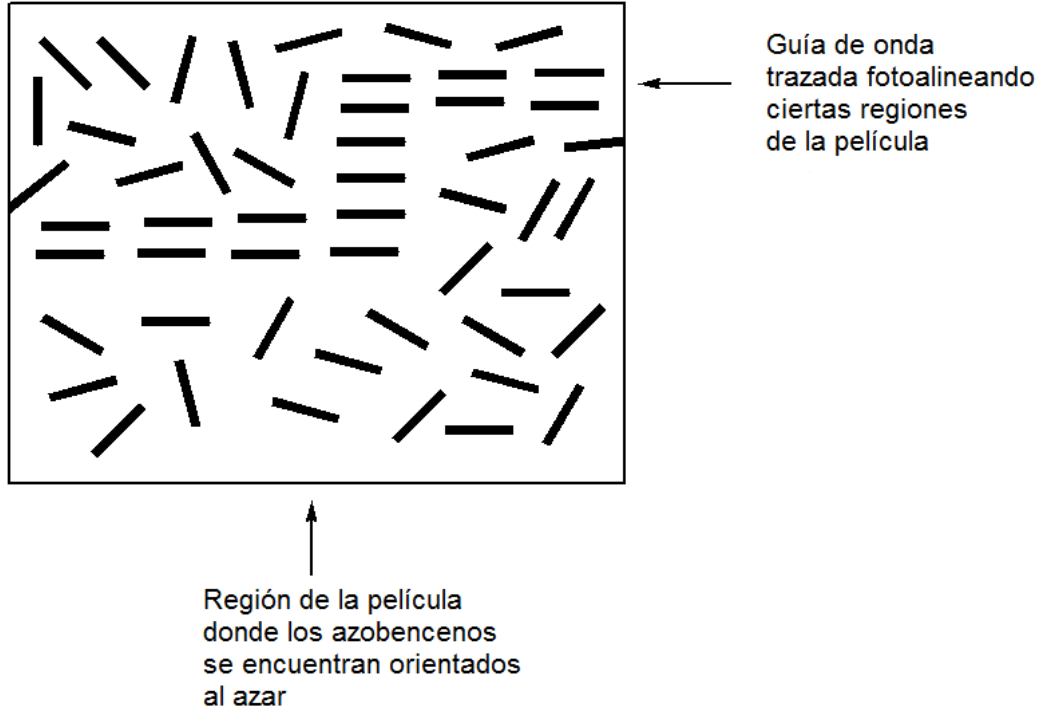 Guía de onda
trazada fotoalineando
ciertas regiones
de la película
Región de la película
donde los azobencenos
se encuentran orientados
al azar